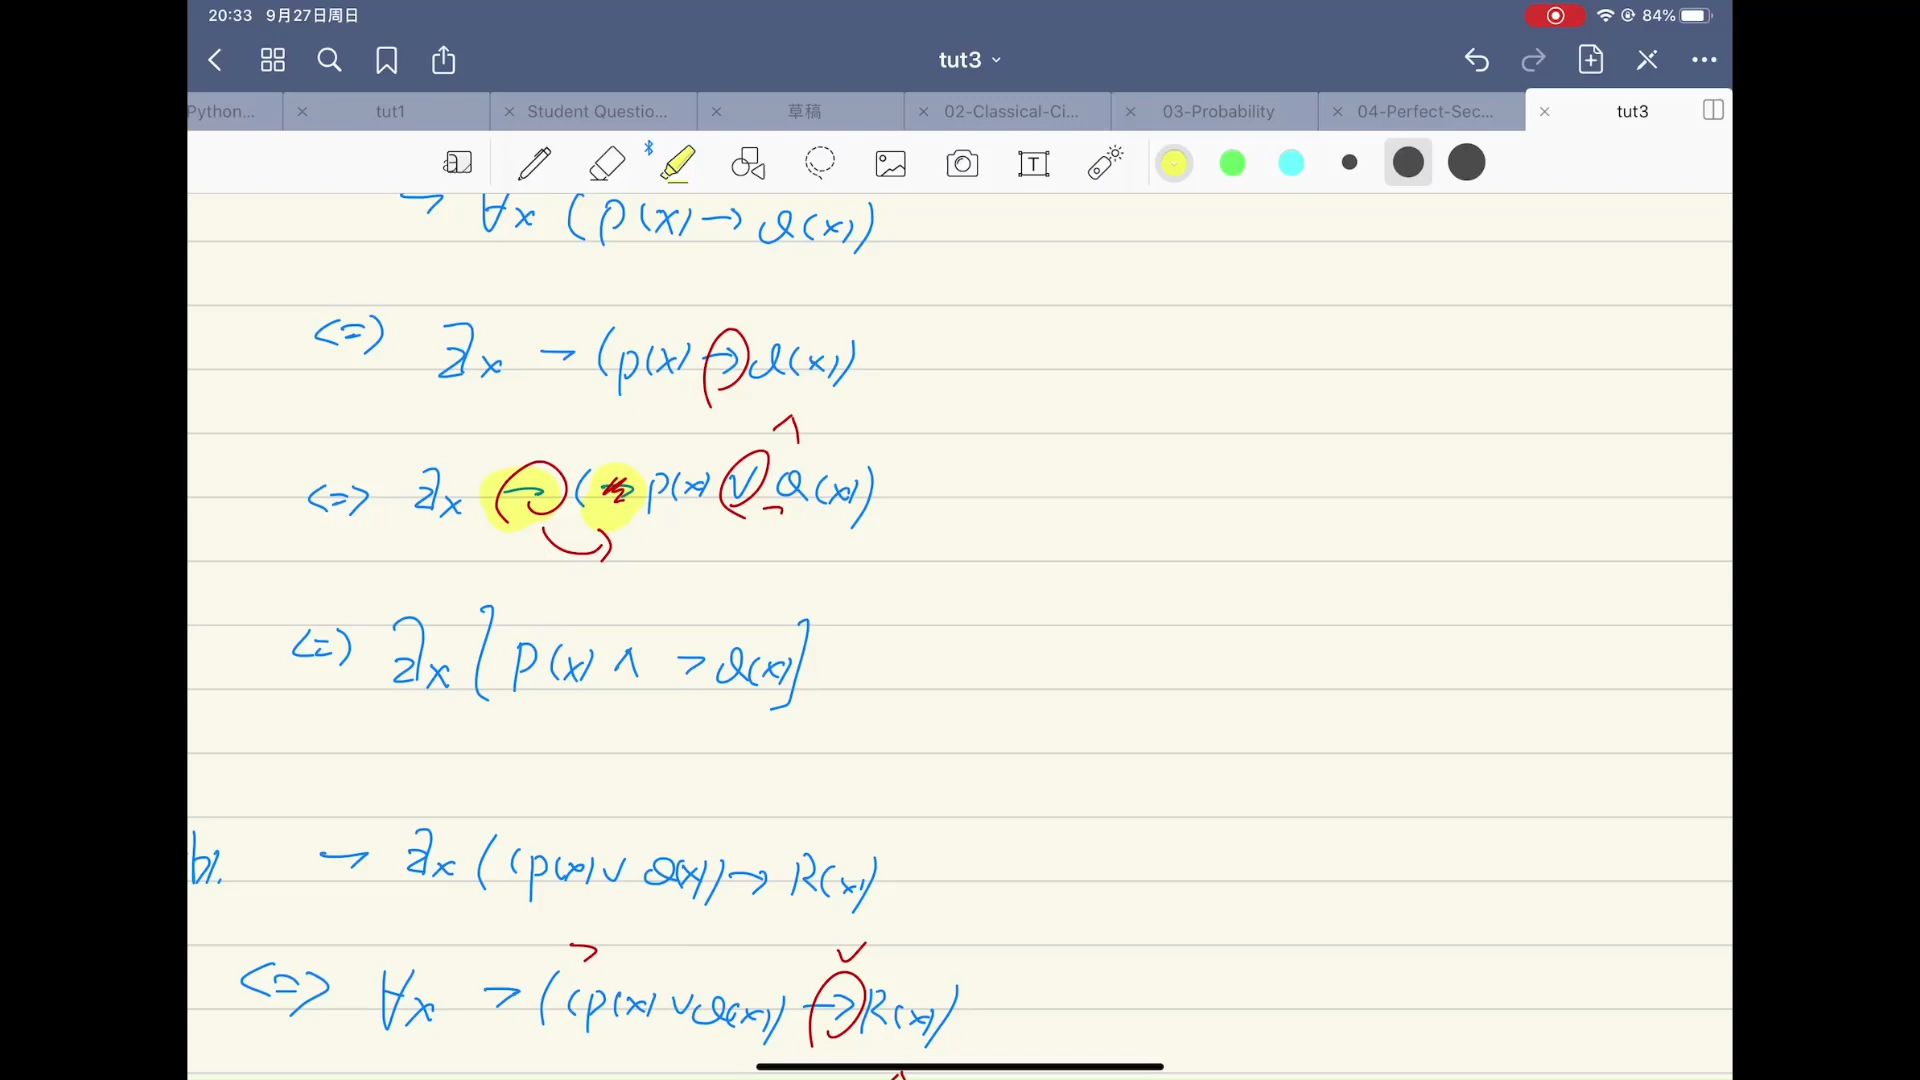 20:33 9月27日周日 84%
tut3
Python... tut1 Student Questio... 草稿 02-Classical-Ci... 03-Probability 04-Perfect-Sec... tut3
¬ ∀x (P(x) → Q(x))
<=> ∃x ¬ (P(x) → Q(x))
∧
<=> ∃x ¬ (¬ P(x) ∨ Q(x))
¬
<=> ∃x [P(x) ∧ ¬Q(x)]
b). ¬ ∃x ((P(x) ∨ Q(x)) → R(x))
¬ ∨
<=> ∀x ¬ ((P(x) ∨ Q(x)) → R(x))